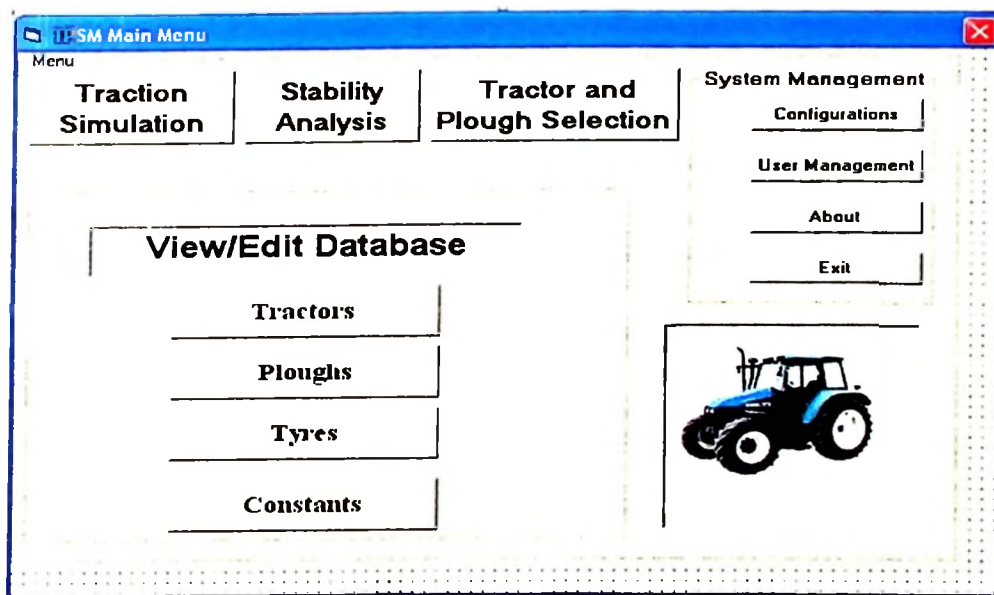 SM Main Menu
Menu
Traction
Simulation
Stability
Analysis
Tractor and
Plough Selection
System Management
Configurations
User Management
About
Exit
View/Edit Database
Tractors
Ploughs
Tyres
Constants